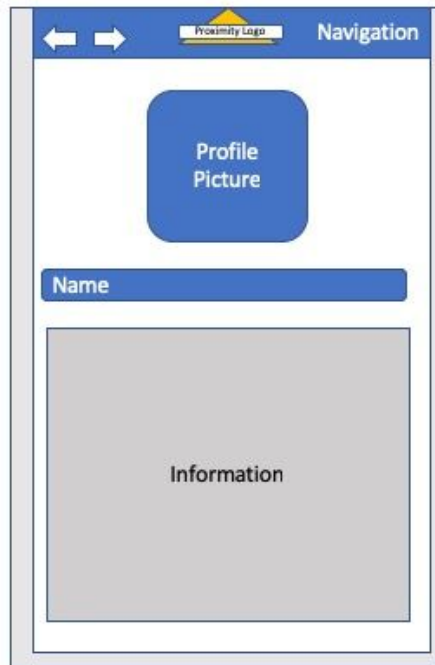 Proximity Logo
Navigation
Profile
Picture
Name
Information